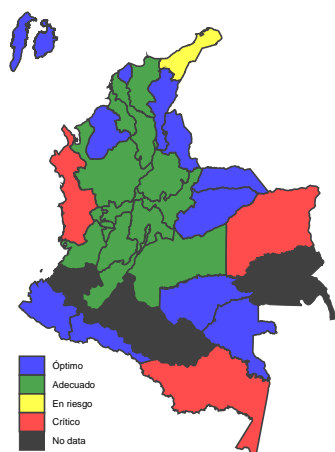 Óptimo
Adecuado
En riesgo
Crítico
No data